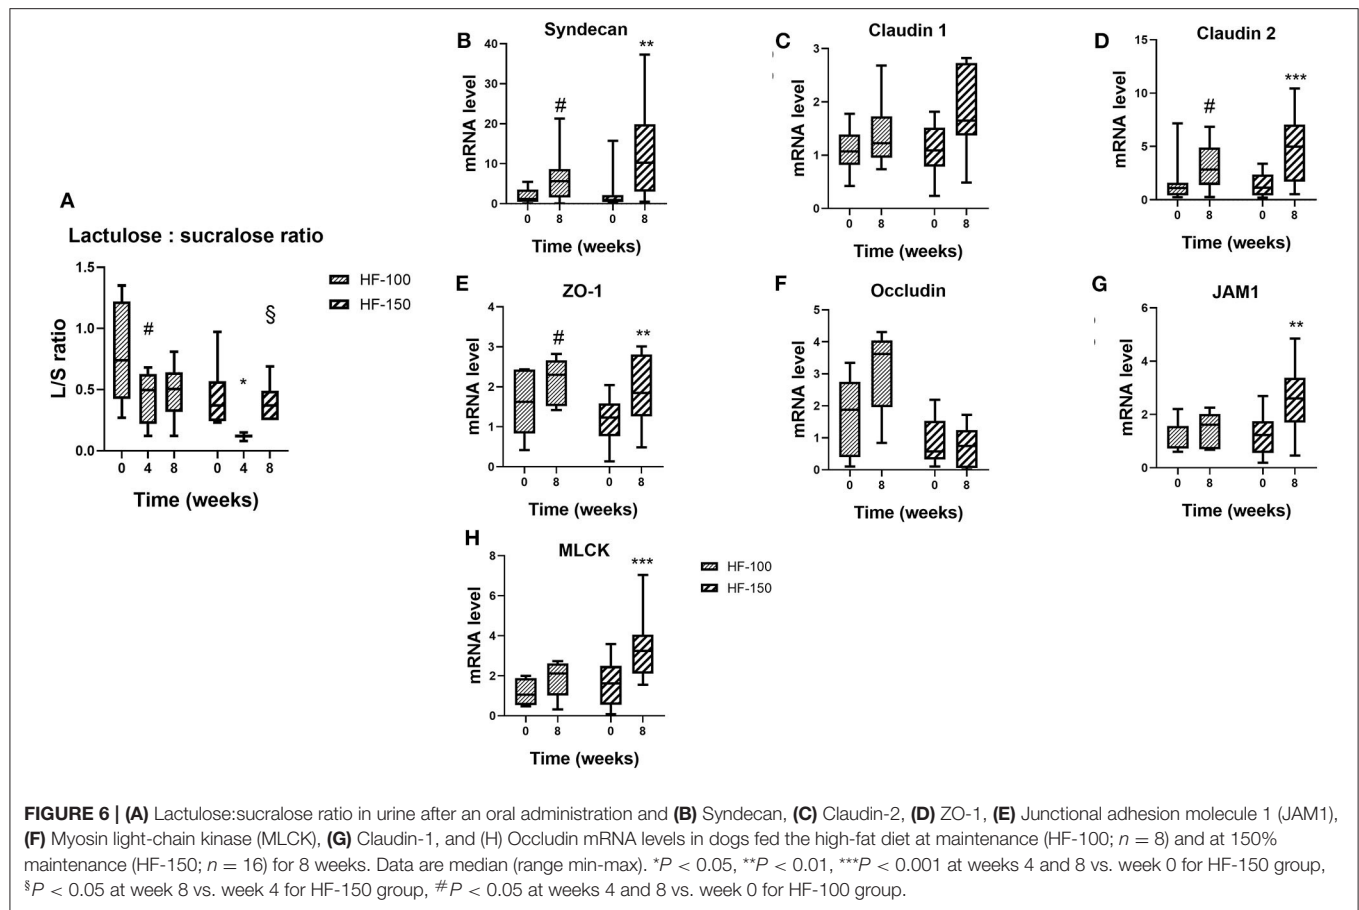 B
Syndecan
40
30
20
10
0
mRNA level
#
**
0 8 0 8
Time (weeks)
C
Claudin 1
3
2
1
0
mRNA level
0 8 0 8
Time (weeks)
D
Claudin 2
15
10
5
0
mRNA level
#
***
0 8 0 8
Time (weeks)
A
Lactulose : sucralose ratio
1.5
1.0
0.5
0.0
L/S ratio
#
*
§
0 4 8 0 4 8
Time (weeks)
HF-100
HF-150
E
ZO-1
4
3
2
1
0
mRNA level
#
**
0 8 0 8
Time (weeks)
F
Occludin
5
4
3
2
1
0
mRNA level
0 8 0 8
Time (weeks)
G
JAM1
6
4
2
0
mRNA level
**
0 8 0 8
Time (weeks)
H
MLCK
8
6
4
2
0
mRNA level
***
0 8 0 8
Time (weeks)
HF-100
HF-150
FIGURE 6 | (A) Lactulose:sucralose ratio in urine after an oral administration and (B) Syndecan, (C) Claudin-2, (D) ZO-1, (E) Junctional adhesion molecule 1 (JAM1),
(F) Myosin light-chain kinase (MLCK), (G) Claudin-1, and (H) Occludin mRNA levels in dogs fed the high-fat diet at maintenance (HF-100; n = 8) and at 150%
maintenance (HF-150; n = 16) for 8 weeks. Data are median (range min-max). *P < 0.05, **P < 0.01, ***P < 0.001 at weeks 4 and 8 vs. week 0 for HF-150 group,
§P < 0.05 at week 8 vs. week 4 for HF-150 group, #P < 0.05 at weeks 4 and 8 vs. week 0 for HF-100 group.